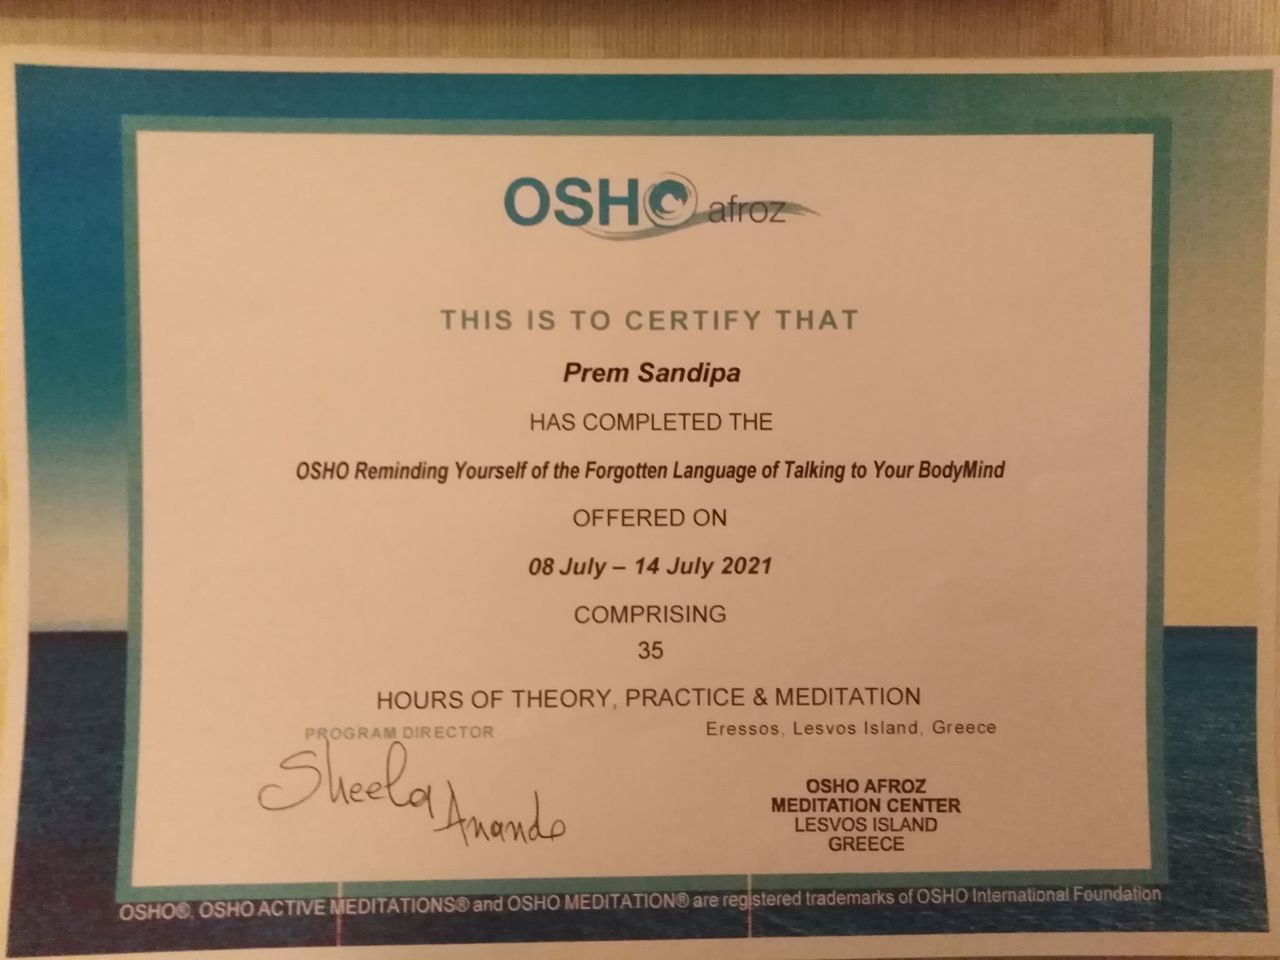 OSHO afroz
THIS IS TO CERTIFY THAT
Prem Sandipa
HAS COMPLETED THE
OSHO Reminding Yourself of the Forgotten Language of Talking to Your BodyMind
OFFERED ON
08 July – 14 July 2021
COMPRISING
35
HOURS OF THEORY, PRACTICE & MEDITATION
PROGRAM DIRECTOR
Sheela Anando
Eressos, Lesvos Island, Greece
OSHO AFROZ
MEDITATION CENTER
LESVOS ISLAND
GREECE
OSHO®, OSHO ACTIVE MEDITATIONS® and OSHO MEDITATION® are registered trademarks of OSHO International Foundation